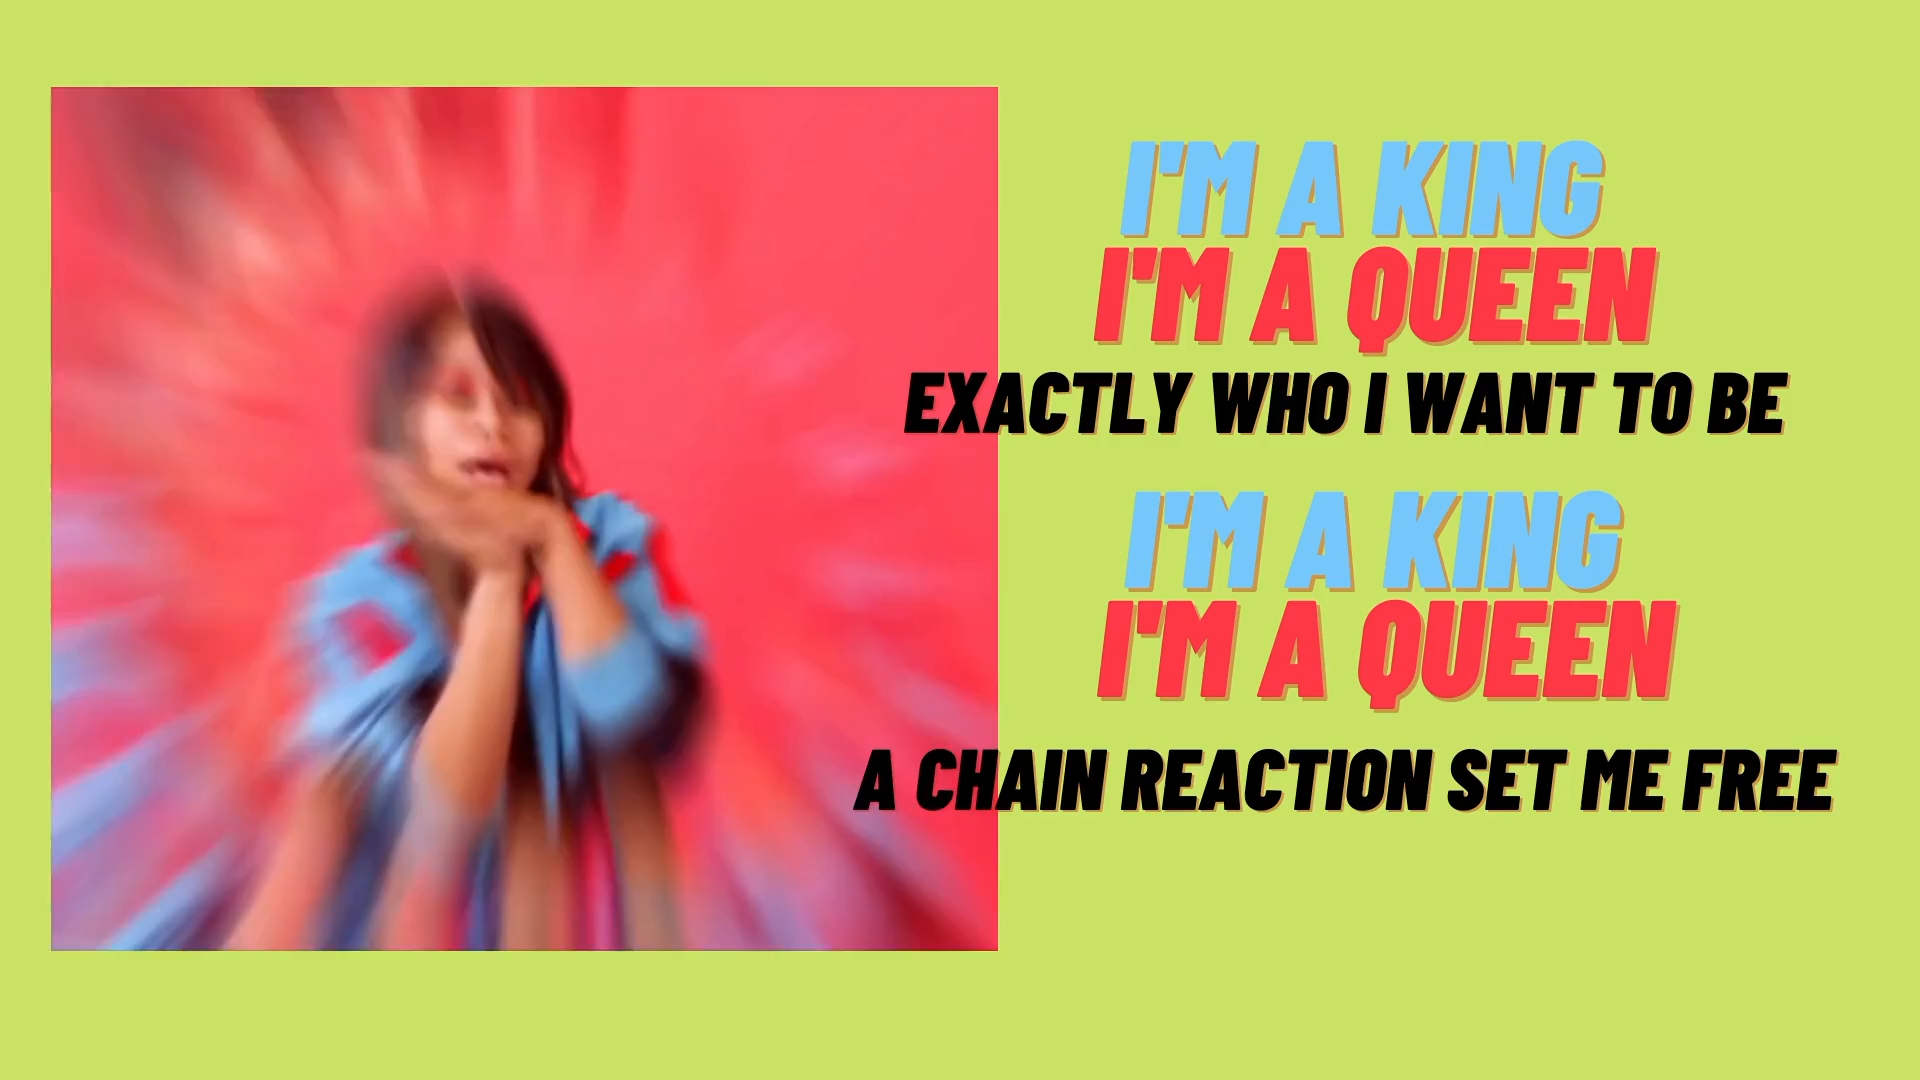 I'M A KING
I'M A QUEEN
EXACTLY WHO I WANT TO BE
I'M A KING
I'M A QUEEN
A CHAIN REACTION SET ME FREE